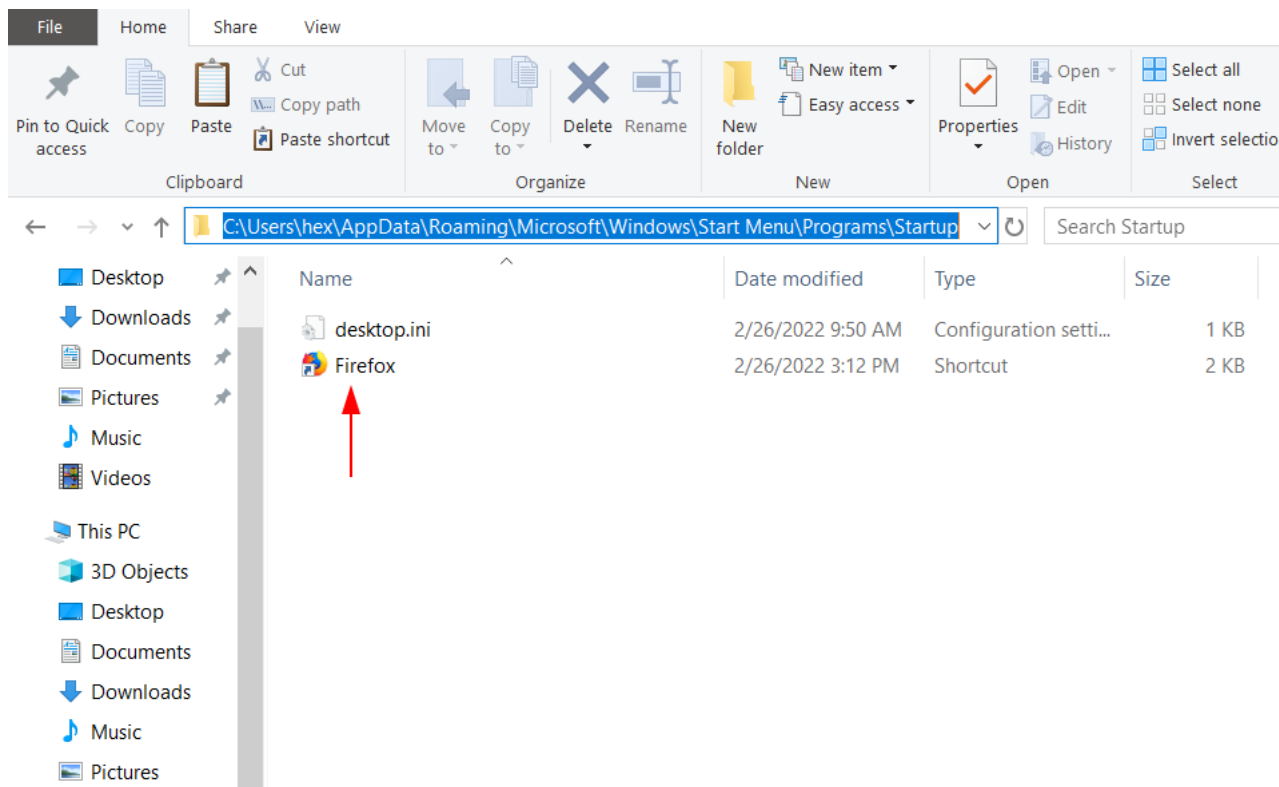 File Home Share View
Pin to Quick access
Copy
Paste
Cut
Copy path
Paste shortcut
Clipboard
Move to
Copy to
Delete
Rename
Organize
New folder
New item
Easy access
New
Properties
Open
Edit
History
Open
Select all
Select none
Invert selectio
Select
C:\Users\hex\AppData\Roaming\Microsoft\Windows\Start Menu\Programs\Startup
Search Startup
Desktop
Downloads
Documents
Pictures
Music
Videos
This PC
3D Objects
Desktop
Documents
Downloads
Music
Pictures
Name Date modified Type Size
desktop.ini 2/26/2022 9:50 AM Configuration setti... 1 KB
Firefox 2/26/2022 3:12 PM Shortcut 2 KB